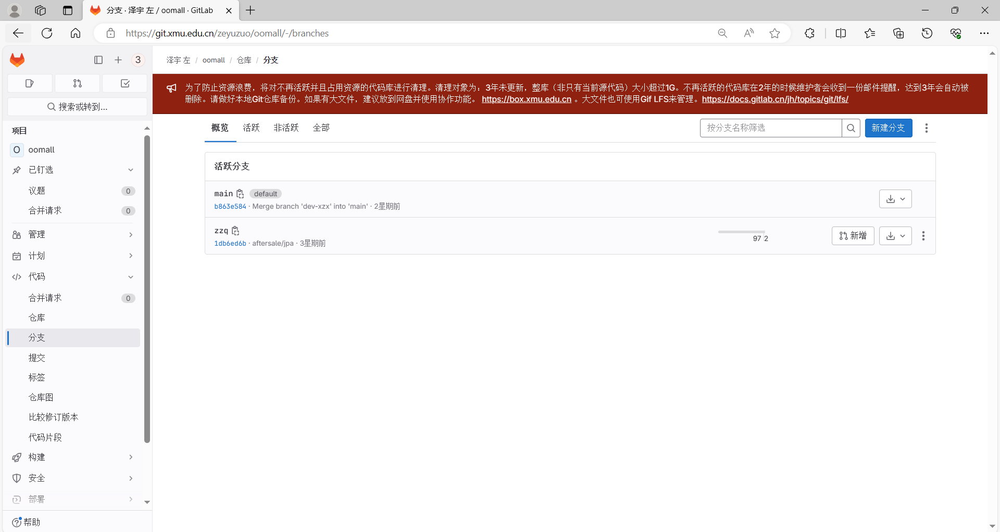 分支 · 泽宇 左 / oomall · GitLab
https://git.xmu.edu.cn/zeyuzuo/oomall/-/branches
3
搜索或转到...
项目
O oomall
已钉选
议题 0
合并请求 0
管理
计划
代码
合并请求 0
仓库
分支
提交
标签
仓库图
比较修订版本
代码片段
构建
安全
部署
帮助
泽宇 左 / oomall / 仓库 / 分支
为了防止资源浪费，将对不再活跃并且占用资源的代码库进行清理。清理对象为：3年未更新，整库（非只有当前源代码）大小超过1G。不再活跃的代码库在2年的时候维护者会收到一份邮件提醒，达到3年会自动被
删除。请做好本地Git仓库备份。如果有大文件，建议放到网盘并使用协作功能。 https://box.xmu.edu.cn 。大文件也可使用Gif LFS来管理。https://docs.gitlab.cn/jh/topics/git/lfs/
概览 活跃 非活跃 全部
按分支名称筛选
新建分支
活跃分支
main default
b863e584 · Merge branch 'dev-xzx' into 'main' · 2星期前
zzq
97 2
新增
1db6ed6b · aftersale/jpa · 3星期前